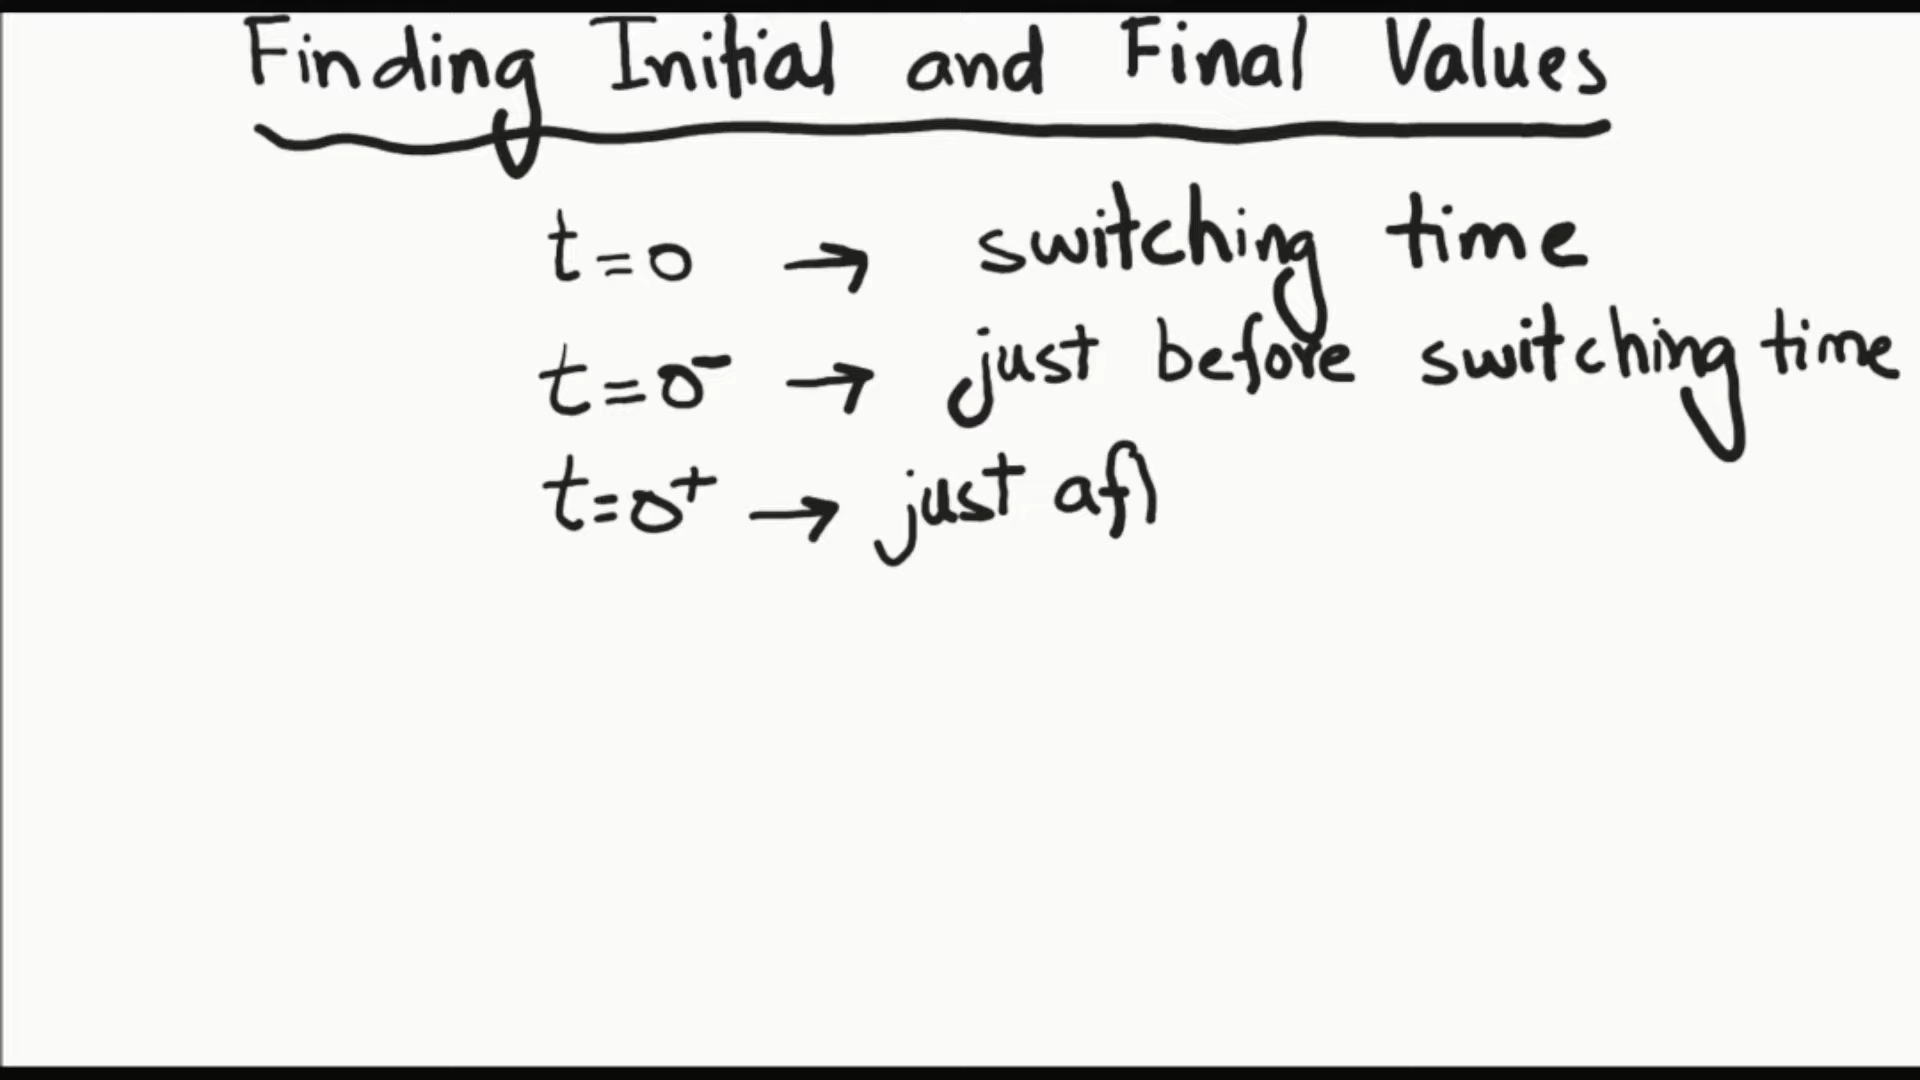 Finding Initial and Final Values
t=0 → switching time
t=0⁻ → just before switching time
t=0⁺ → just af